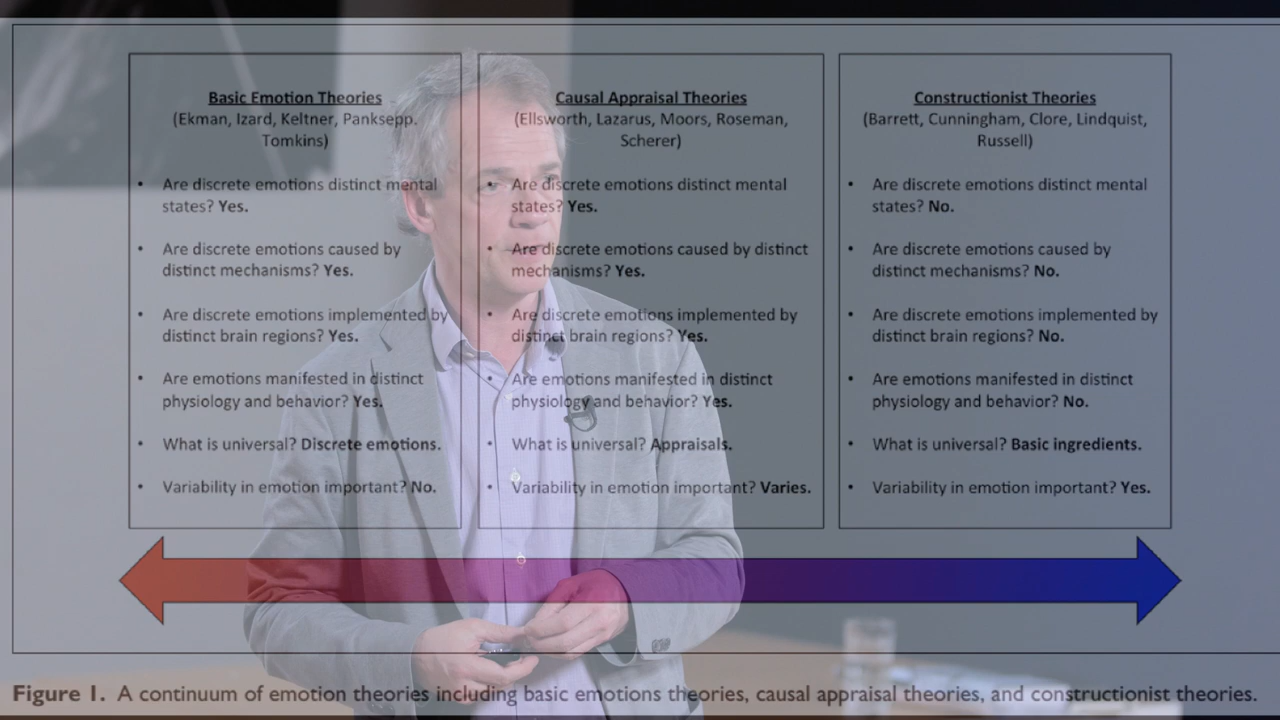 Basic Emotion Theories
(Ekman, Izard, Keltner, Panksepp.
Tomkins)
• Are discrete emotions distinct mental
states? Yes.
• Are discrete emotions caused by
distinct mechanisms? Yes.
• Are discrete emotions implemented by
distinct brain regions? Yes.
• Are emotions manifested in distinct
physiology and behavior? Yes.
• What is universal? Discrete emotions.
• Variability in emotion important? No.
Causal Appraisal Theories
(Ellsworth, Lazarus, Moors, Roseman,
Scherer)
• Are discrete emotions distinct mental
states? Yes.
• Are discrete emotions caused by distinct
mechanisms? Yes.
• Are discrete emotions implemented by
distinct brain regions? Yes.
• Are emotions manifested in distinct
physiology and behavior? Yes.
• What is universal? Appraisals.
• Variability in emotion important? Varies.
Constructionist Theories
(Barrett, Cunningham, Clore, Lindquist,
Russell)
• Are discrete emotions distinct mental
states? No.
• Are discrete emotions caused by
distinct mechanisms? No.
• Are discrete emotions implemented by
distinct brain regions? No.
• Are emotions manifested in distinct
physiology and behavior? No.
• What is universal? Basic ingredients.
• Variability in emotion important? Yes.
Figure 1. A continuum of emotion theories including basic emotions theories, causal appraisal theories, and constructionist theories.